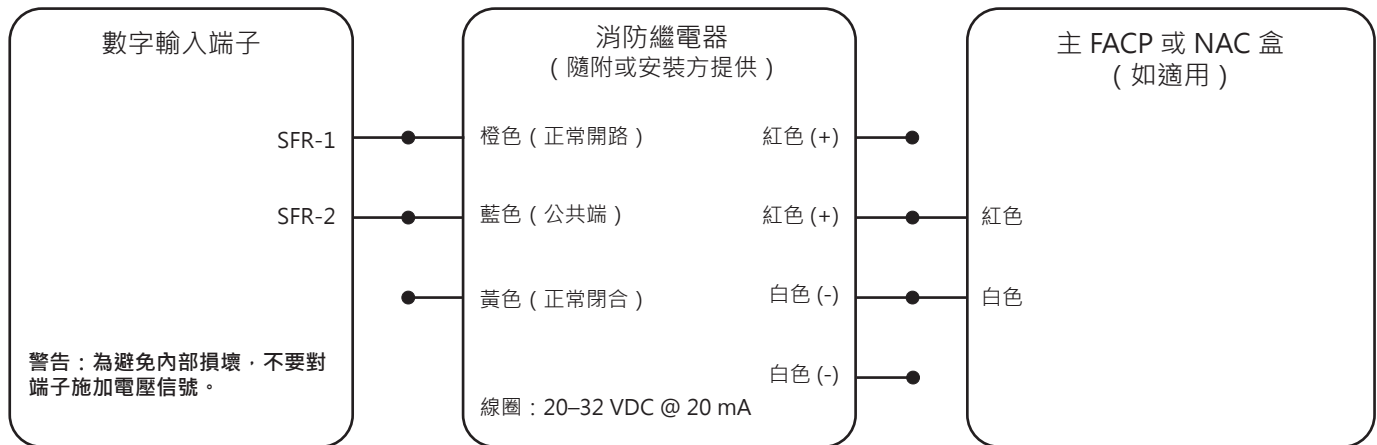 數字輸入端子
SFR-1
SFR-2
警告：為避免內部損壞，不要對
端子施加電壓信號。
消防繼電器
（隨附或安裝方提供）
橙色（正常開路）
紅色 (+)
藍色（公共端）
紅色 (+)
黃色（正常閉合）
白色 (-)
白色 (-)
線圈：20–32 VDC @ 20 mA
主 FACP 或 NAC 盒
（如適用）
紅色
白色